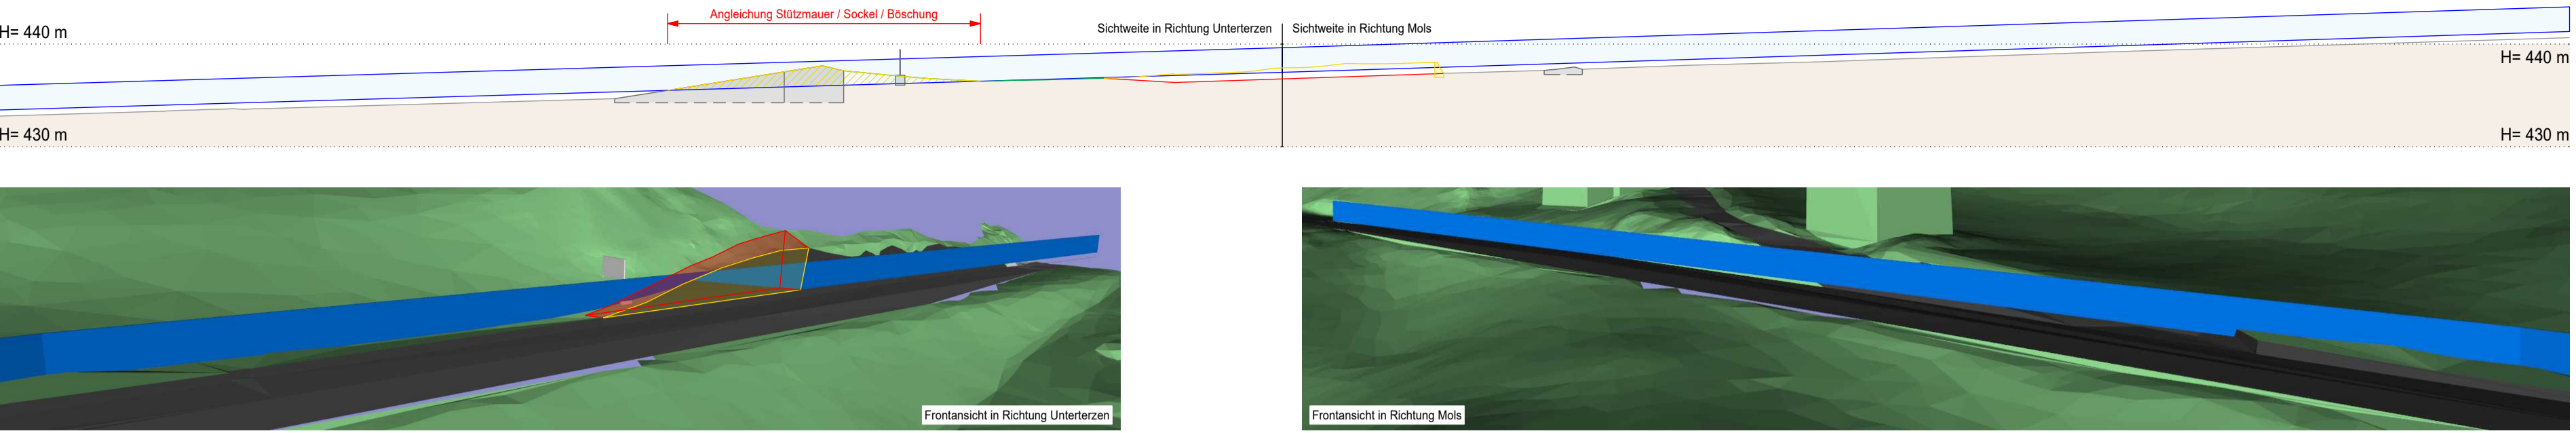 Angleichung Stützmauer / Sockel / Böschung
Sichtweite in Richtung Unterterzen
Sichtweite in Richtung Mols
H= 440 m
H= 440 m
H= 430 m
H= 430 m
Frontansicht in Richtung Unterterzen
Frontansicht in Richtung Mols